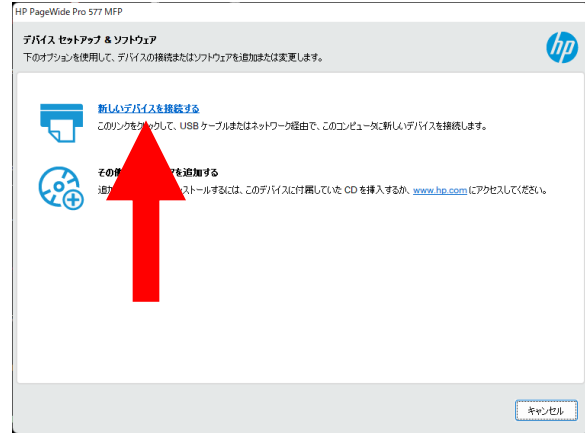 HP PageWide Pro 577 MFP
デバイス セットアップ & ソフトウェア
下のオプションを使用して、デバイスの接続またはソフトウェアを追加または変更します。
hp
新しいデバイスを接続する
このリンクをクリックして、USB ケーブルまたはネットワーク経由で、このコンピュータに新しいデバイスを接続します。
その他 を追加する
追加 ストールするには、このデバイスに付属していた CD を挿入するか、www.hp.com にアクセスしてください。
キャンセル